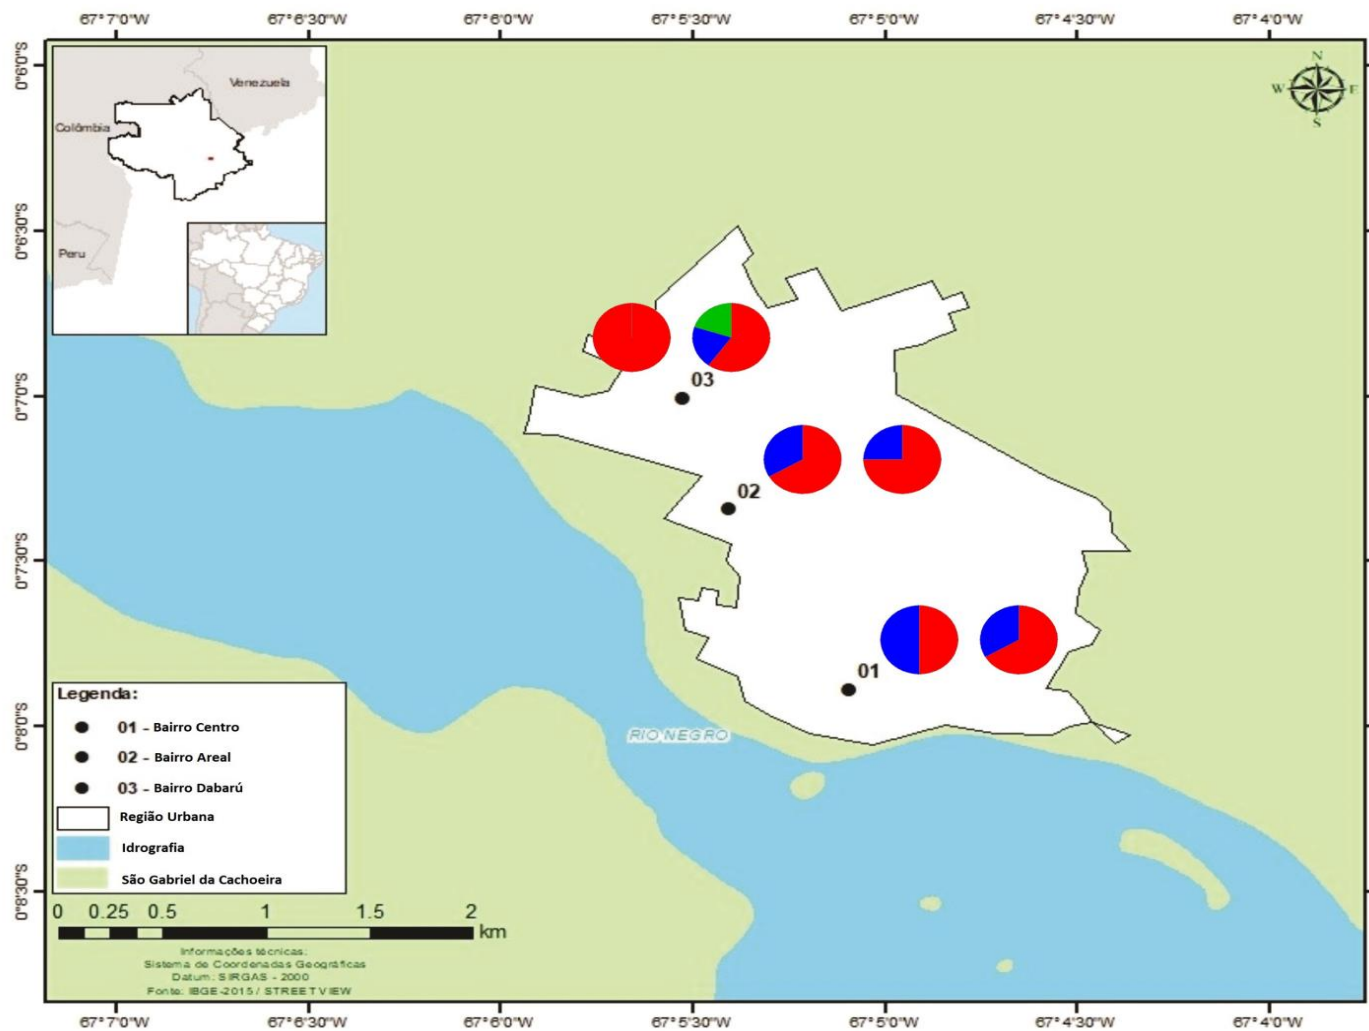 67°7'0"W 67°6'30"W 67°6'0"W 67°5'30"W 67°5'0"W 67°4'30"W 67°4'0"W
0°6'0"S
0°6'30"S
0°7'0"S
0°7'30"S
0°8'0"S
0°8'30"S
Venezuela
Colômbia
Peru
N
W E
S
03
02
01
RIO NEGRO
Legenda:
01 - Bairro Centro
02 - Bairro Areal
03 - Bairro Dabarú
Região Urbana
Idrografia
São Gabriel da Cachoeira
0 0.25 0.5 1 1.5 2
km
Informações técnicas:
Sistema de Coordenadas Geográficas
Datum: SIRGAS - 2000
Fonte: IBGE-2015 / STREET VIEW
67°7'0"W 67°6'30"W 67°6'0"W 67°5'30"W 67°5'0"W 67°4'30"W 67°4'0"W